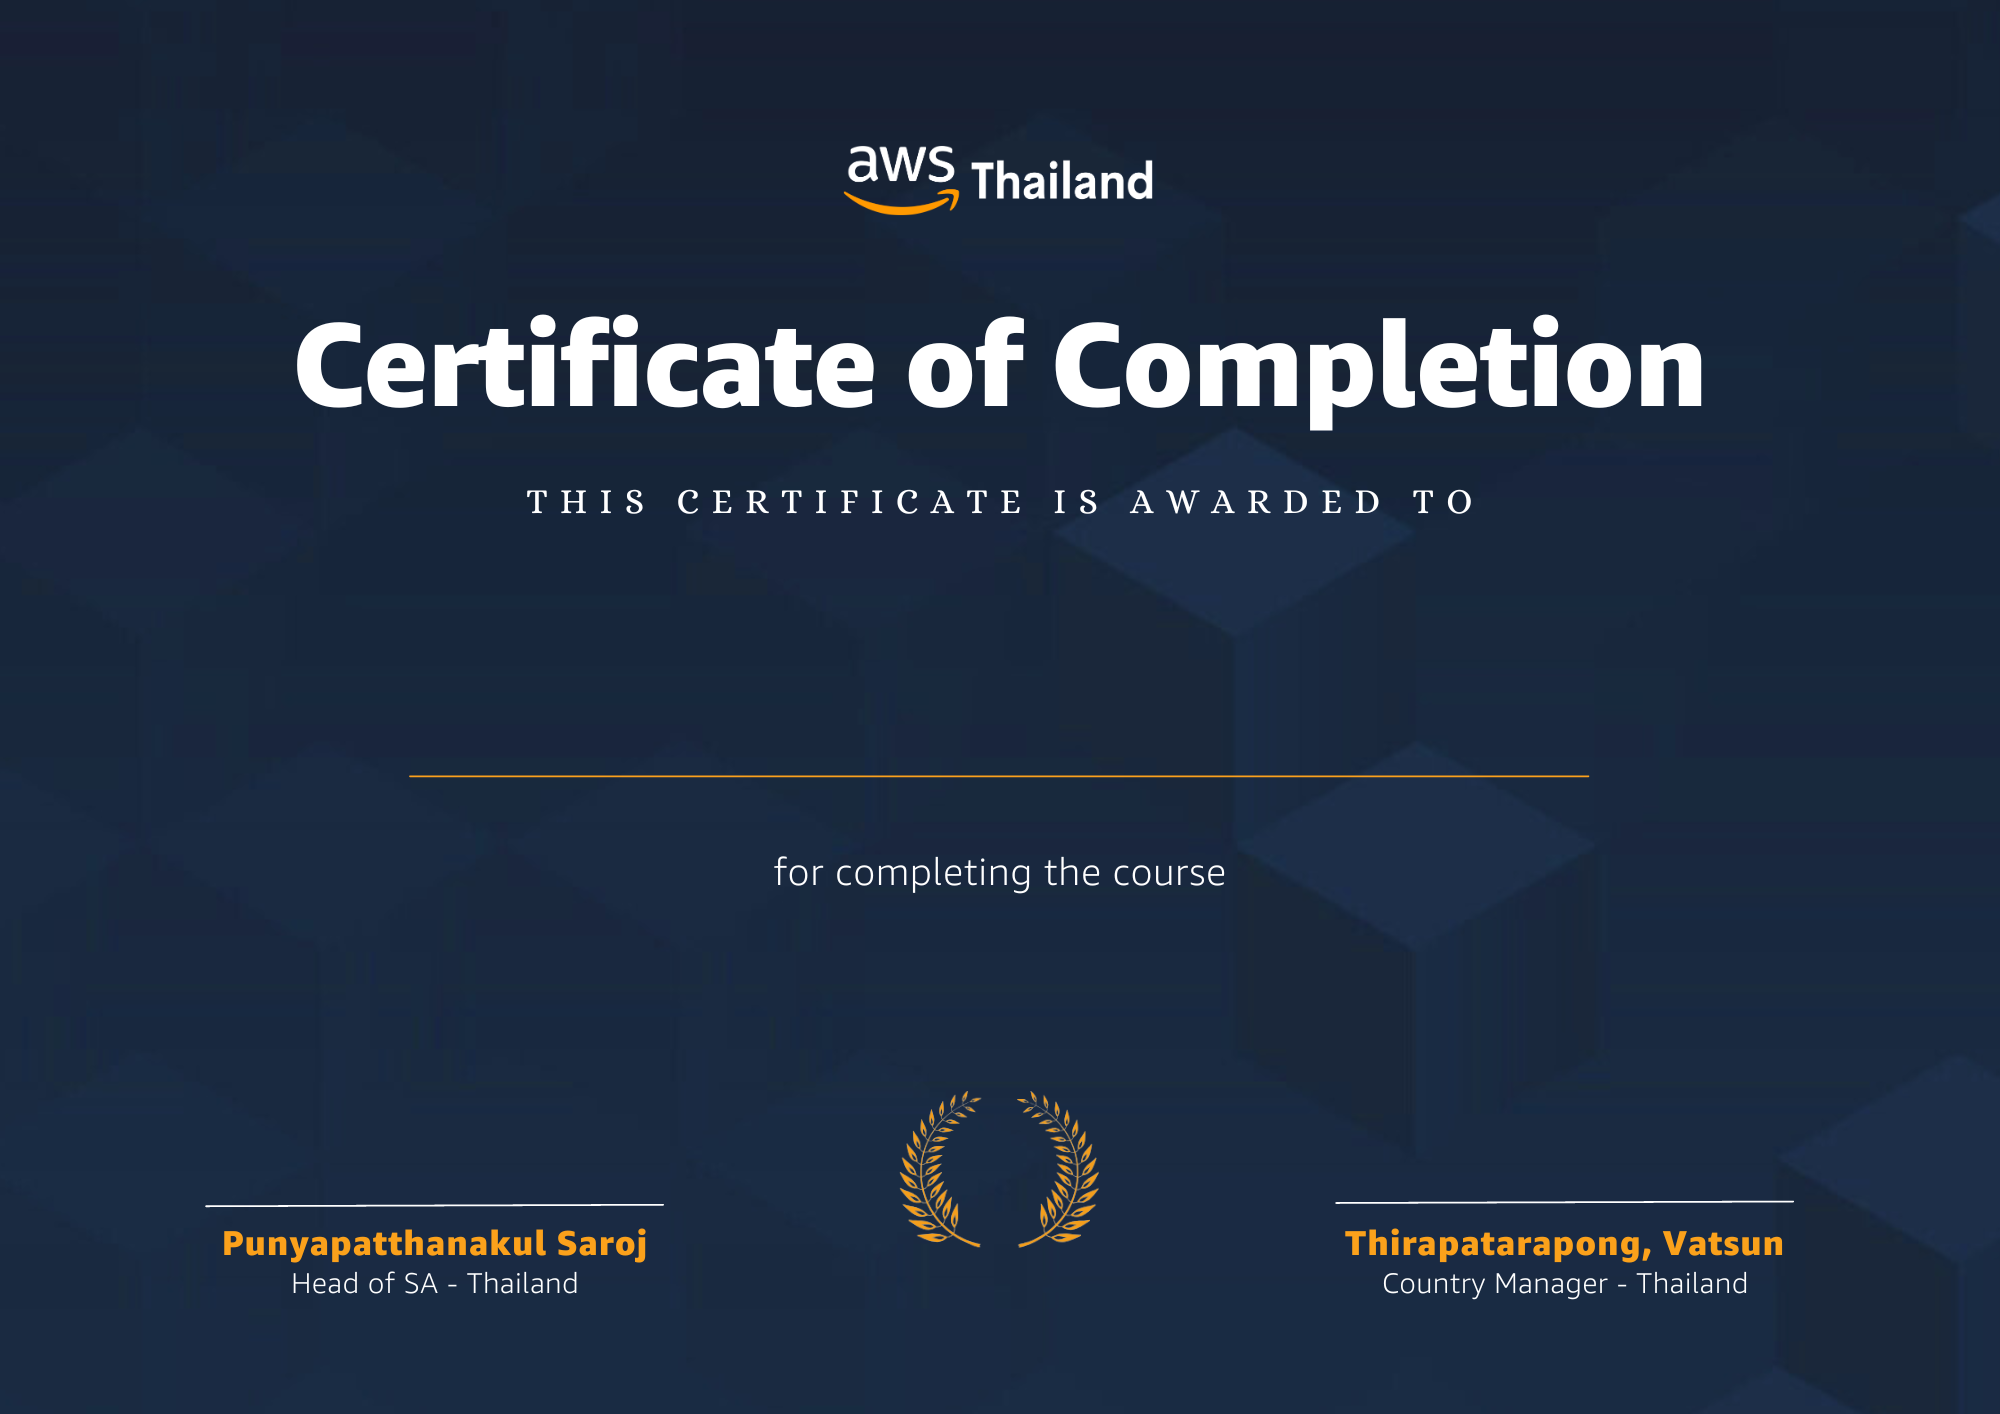 aws Thailand
Certificate of Completion
THIS CERTIFICATE IS AWARDED TO
for completing the course
Punyapatthanakul Saroj
Head of SA - Thailand
Thirapatarapong, Vatsun
Country Manager - Thailand